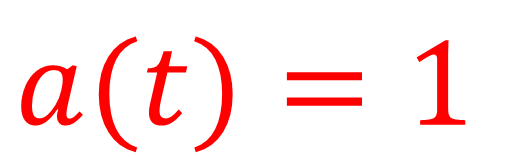 a(t) = 1